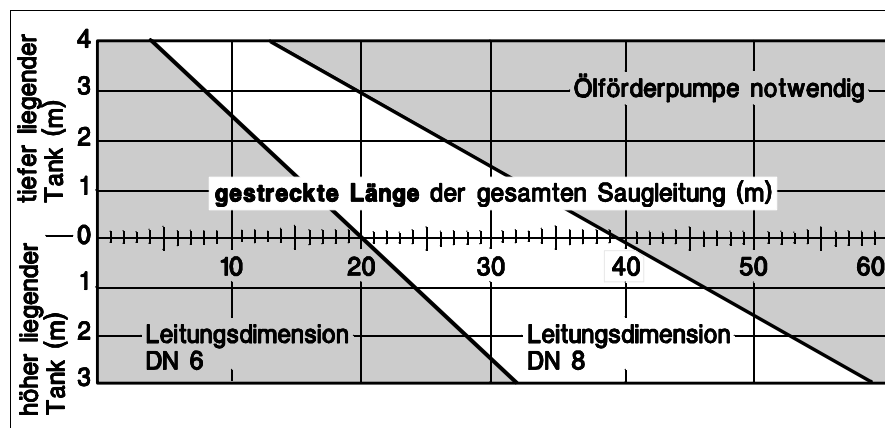 tiefer liegender
Tank (m)
4
3
2
1
0
1
2
3
höher liegender
Tank (m)
Ölförderpumpe notwendig
gestreckte Länge der gesamten Saugleitung (m)
10 20 30 40 50 60
Leitungsdimension
DN 6
Leitungsdimension
DN 8